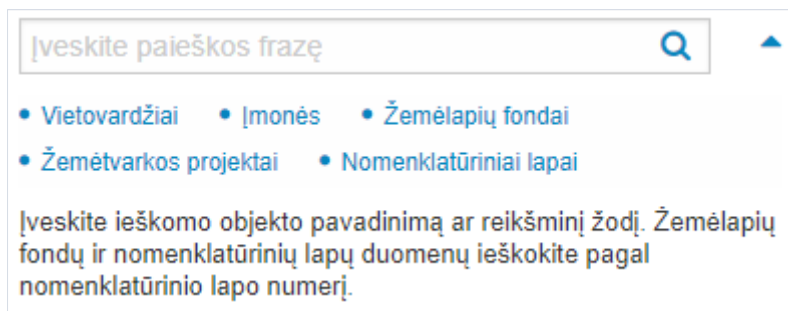 Įveskite paieškos frazę
• Vietovardžiai • Įmonės • Žemėlapių fondai
• Žemėtvarkos projektai • Nomenklatūriniai lapai
Įveskite ieškomo objekto pavadinimą ar reikšminį žodį. Žemėlapių
fondų ir nomenklatūrinių lapų duomenų ieškokite pagal
nomenklatūrinio lapo numerį.